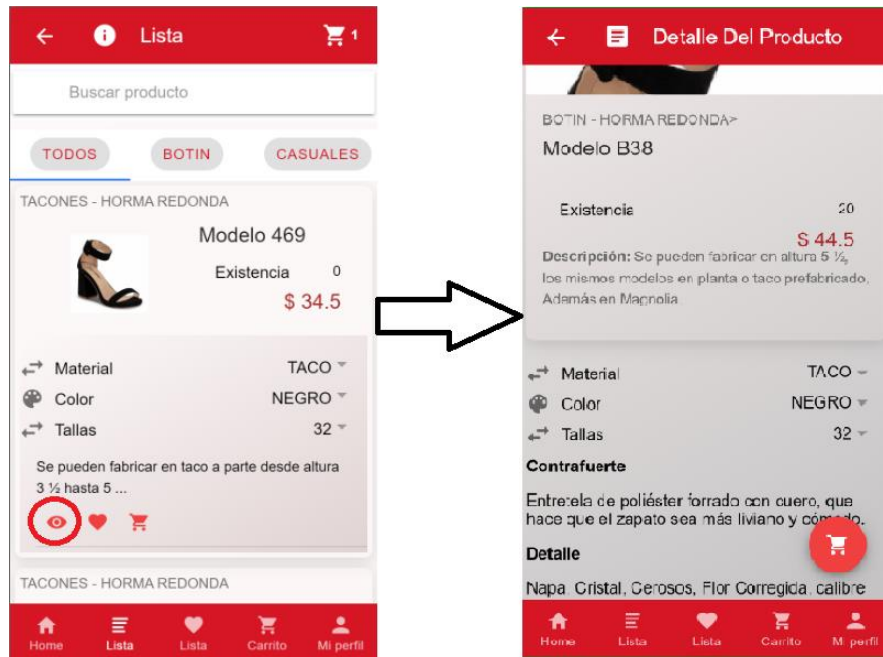 Lista
1
Buscar producto
TODOS BOTIN CASUALES
TACONES - HORMA REDONDA
Modelo 469
Existencia 0
$ 34.5
Material TACO
Color NEGRO
Tallas 32
Se pueden fabricar en taco a parte desde altura
3 ½ hasta 5 ...
TACONES - HORMA REDONDA
Home Lista Lista Carrito Mi perfil
Detalle Del Producto
BOTIN - HORMA REDONDA>
Modelo B38
Existencia 20
$ 44.5
Descripción: Se pueden fabricar en altura 5 ½,
los mismos modelos en planta o taco prefabricado,
Además en Magnolia
Material TACO
Color NEGRO
Tallas 32
Contrafuerte
Entretela de poliéster forrado con cuero, que
hace que el zapato sea más liviano y cómodo.
Detalle
Napa, Cristal, Cerosos, Flor Corregida, calibre
Home Lista Lista Carrito Mi perfil